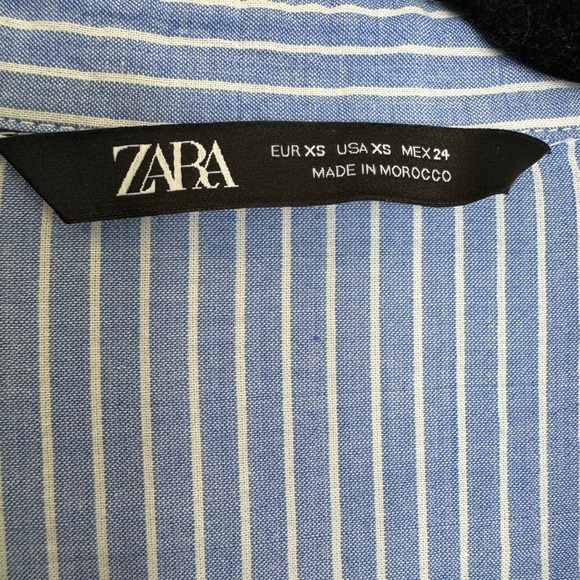 ZARA
EUR XS USA XS MEX 24
MADE IN MOROCCO